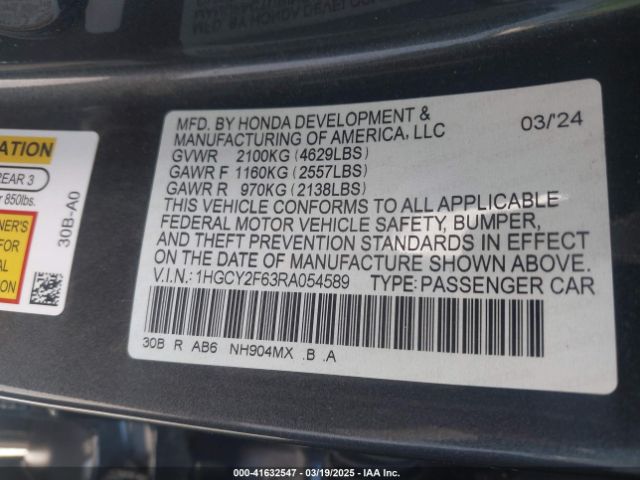 MFD. BY HONDA DEVELOPMENT &
MANUFACTURING OF AMERICA, LLC 03/'24
GVWR 2100KG (4629LBS)
GAWR F 1160KG (2557LBS)
GAWR R 970KG (2138LBS)
THIS VEHICLE CONFORMS TO ALL APPLICABLE
FEDERAL MOTOR VEHICLE SAFETY, BUMPER,
AND THEFT PREVENTION STANDARDS IN EFFECT
ON THE DATE OF MANUFACTURE SHOWN ABOVE.
V.I.N.: 1HGCY2F63RA054589 TYPE: PASSENGER CAR
30B R AB6 NH904MX .B .A
REAR 3
850lbs.
FOR
30B-A0
000-41632547 - 03/19/2025 - IAA Inc.